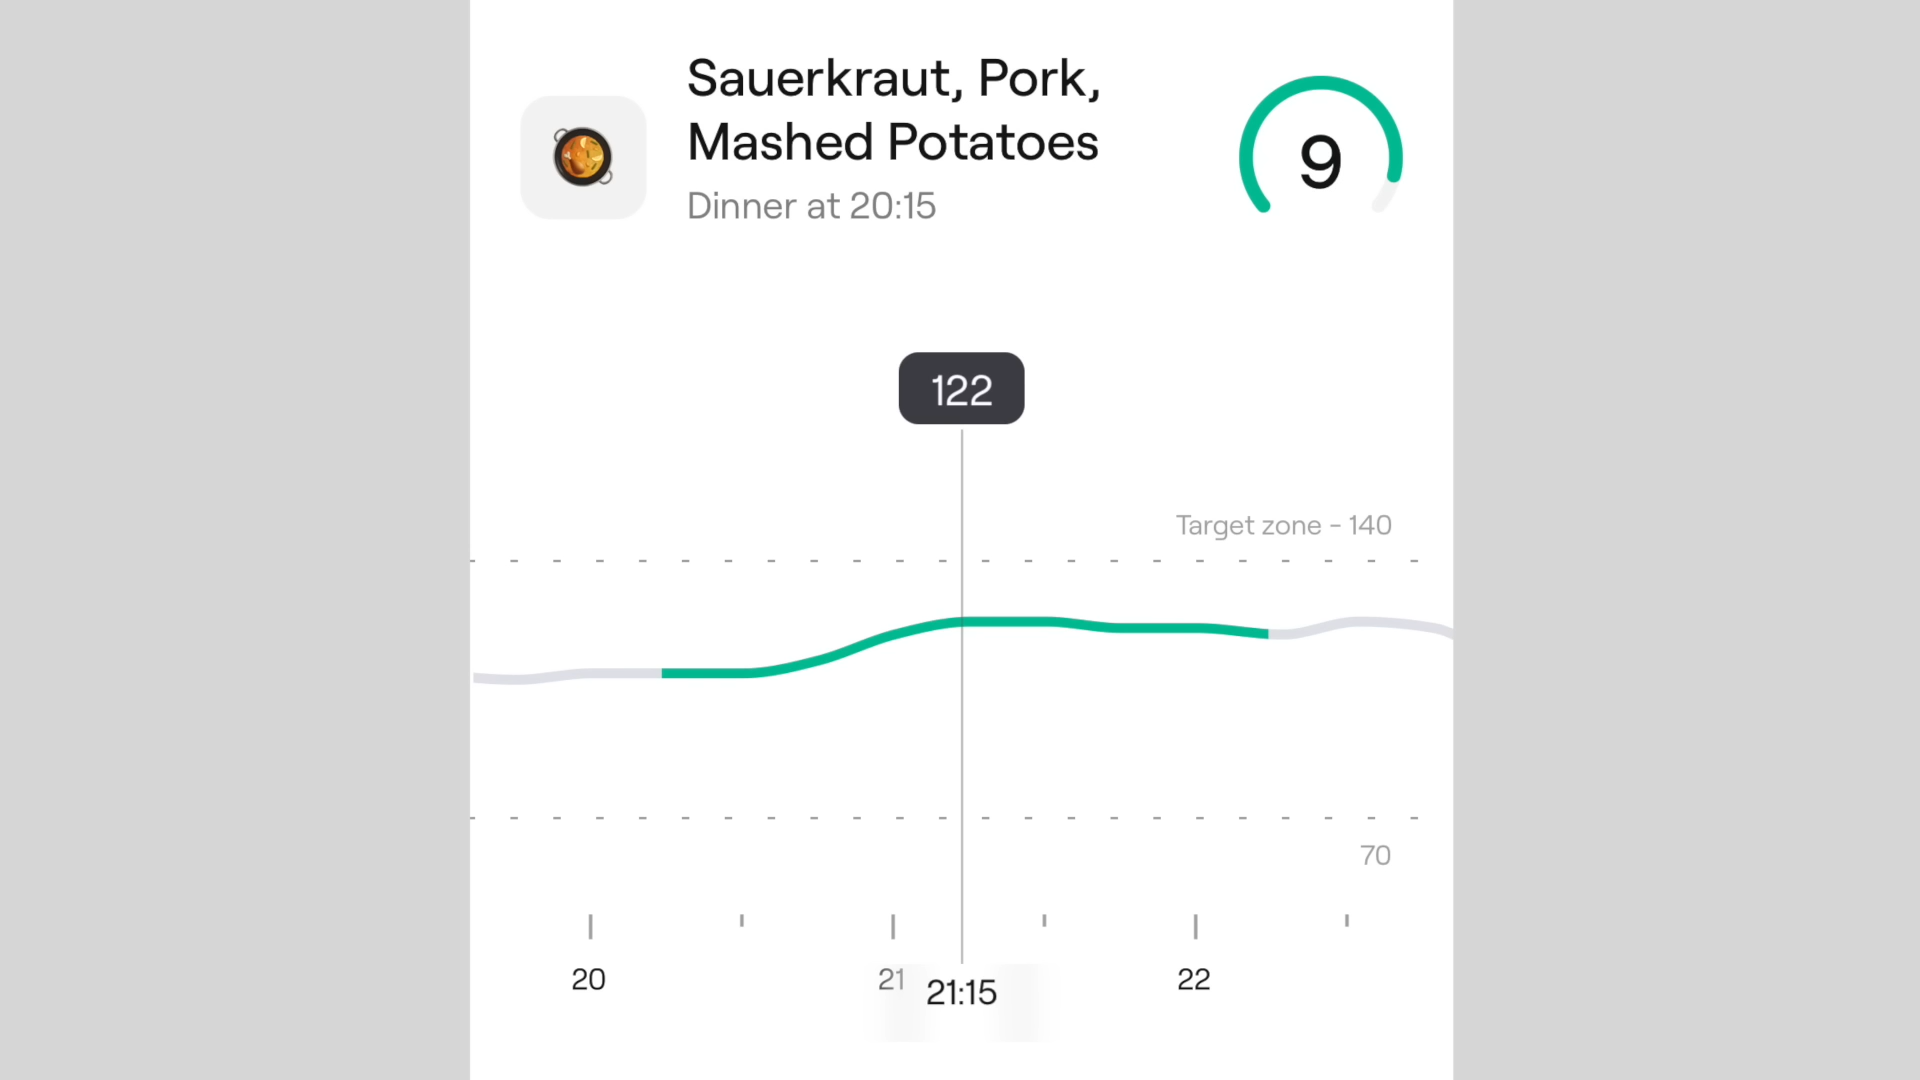 Sauerkraut, Pork,
Mashed Potatoes
Dinner at 20:15
9
122
Target zone - 140
70
20
21
21:15
22